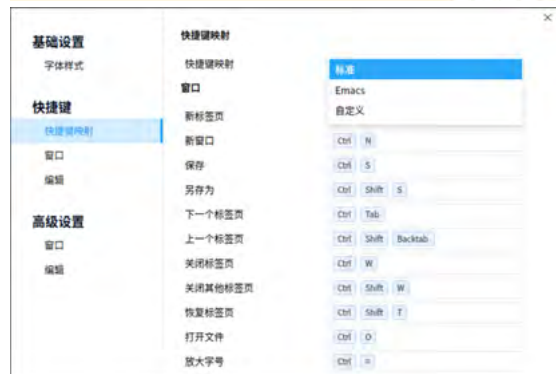 基础设置
字体样式
快捷键
快捷键映射
窗口
编辑
高级设置
窗口
编辑
快捷键映射
快捷键映射
标准
Emacs
自定义
窗口
新标签页
新窗口 Ctrl N
保存 Ctrl S
另存为 Ctrl Shift S
下一个标签页 Ctrl Tab
上一个标签页 Ctrl Shift Backtab
关闭标签页 Ctrl W
关闭其他标签页 Ctrl Shift W
恢复标签页 Ctrl Shift T
打开文件 Ctrl O
放大字号 Ctrl =